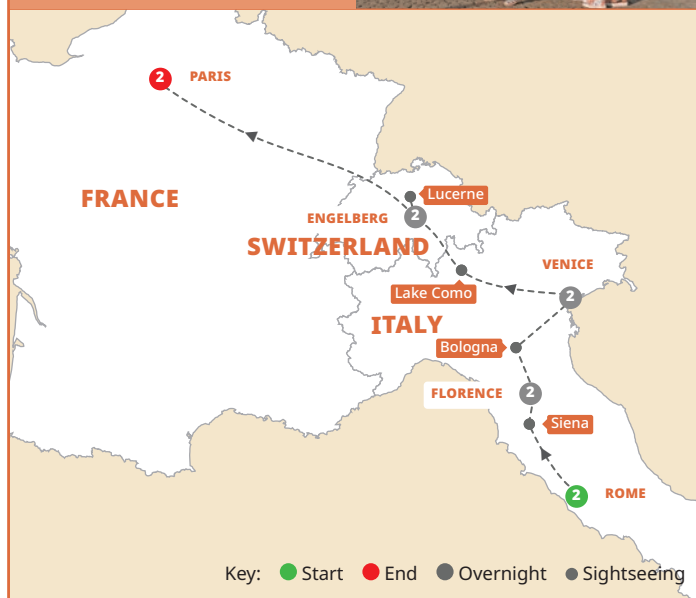 2 PARIS
FRANCE
Lucerne
ENGELBERG 2
SWITZERLAND
VENICE
Lake Como
2
ITALY
Bologna
FLORENCE 2
Siena
2 ROME
Key: Start End Overnight Sightseeing